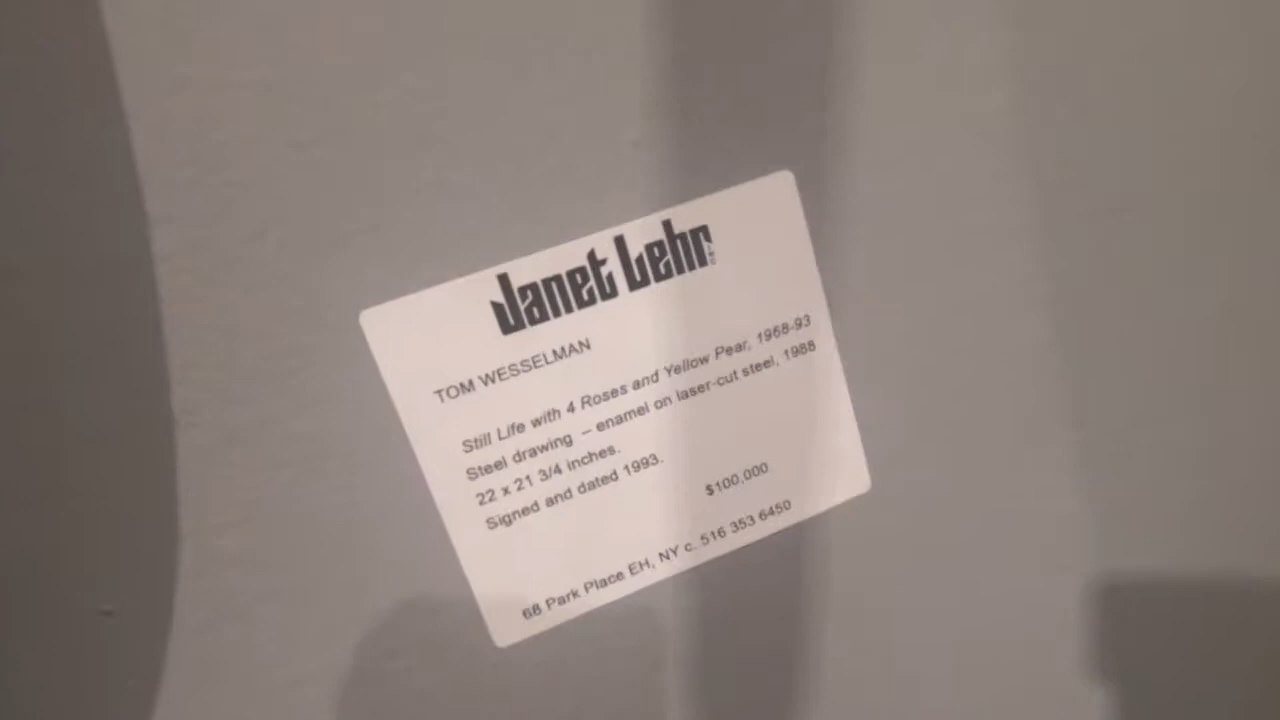 Janet Lehr
TOM WESSELMAN
Still Life with 4 Roses and Yellow Pear, 1968-93
Steel drawing – enamel on laser-cut steel, 1988
22 x 21 3/4 inches.
Signed and dated 1993.
$100,000
68 Park Place EH, NY c. 516 353 6450